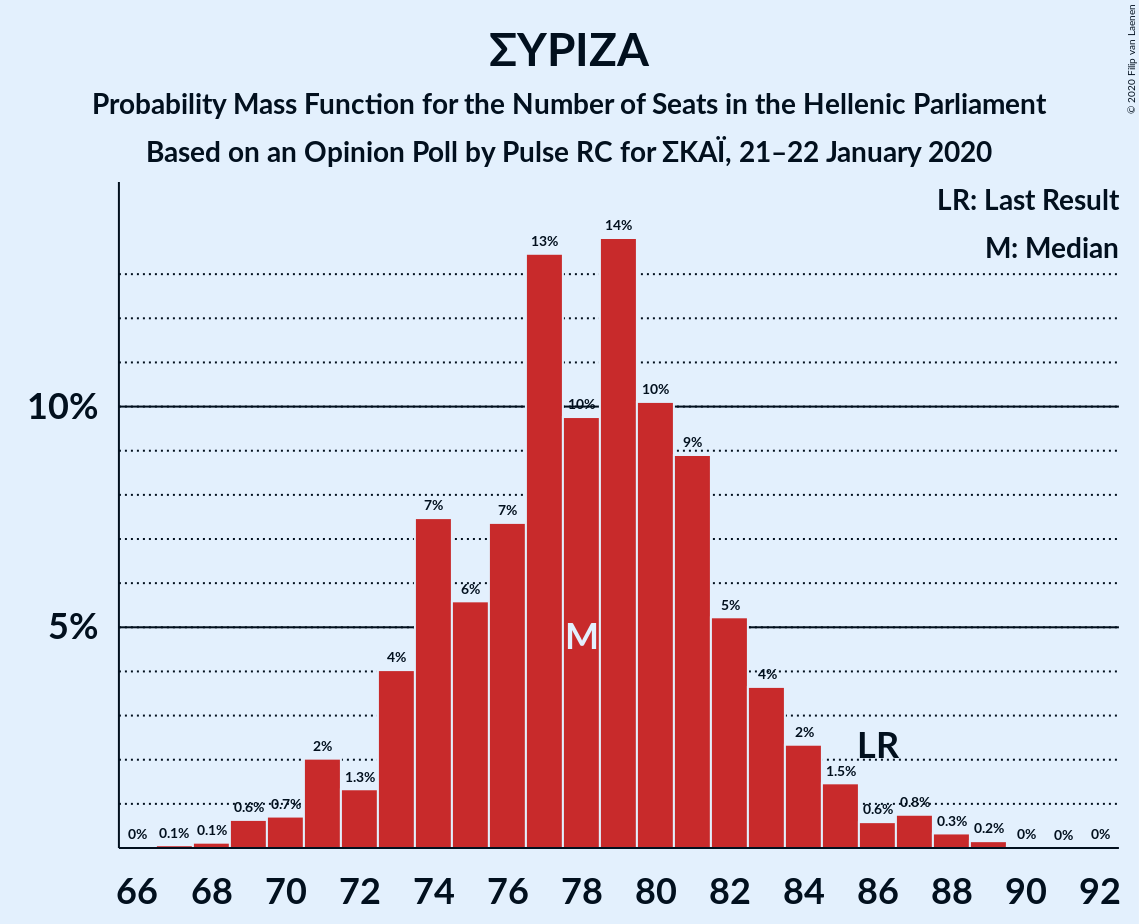 ΣΥΡΙΖΑ
Probability Mass Function for the Number of Seats in the Hellenic Parliament
Based on an Opinion Poll by Pulse RC for ΣΚΑΪ, 21–22 January 2020
© 2020 Filip van Laenen
LR: Last Result
M: Median
10%
5%
0% 0.1% 0.1% 0.6% 0.7% 2% 1.3% 4% 7% 6% 7% 13% 10% 14% 10% 9% 5% 4% 2% 1.5% 0.6% 0.8% 0.3% 0.2% 0% 0% 0%
M
LR
66 68 70 72 74 76 78 80 82 84 86 88 90 92